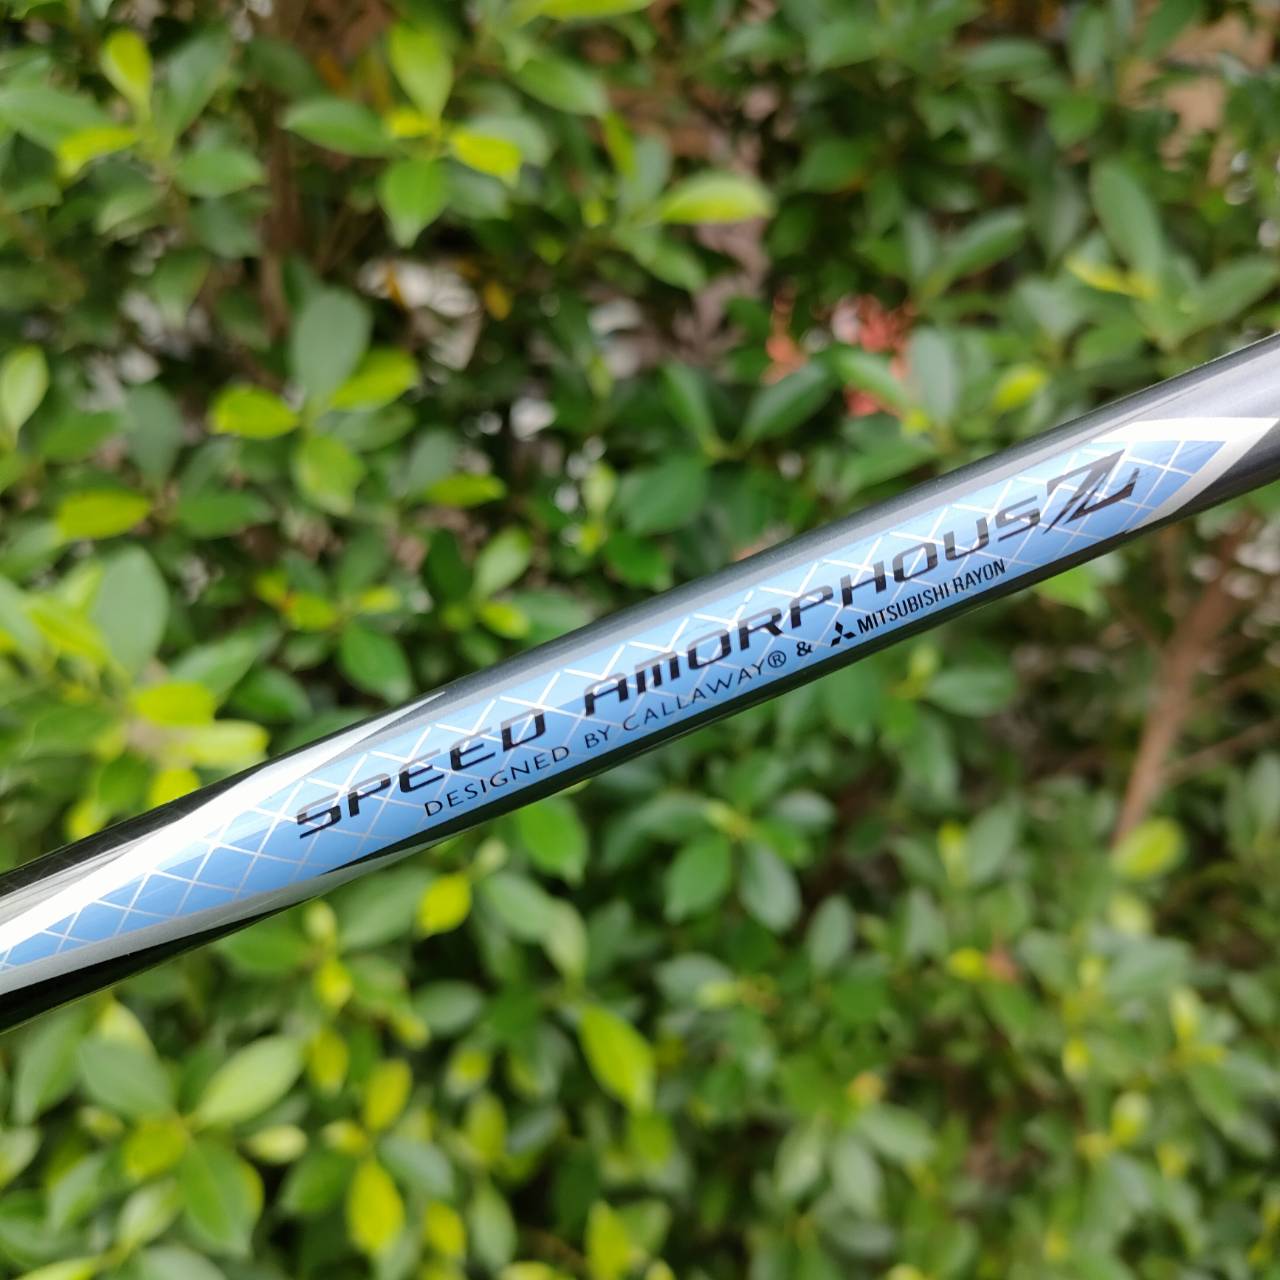 SPEED AMORPHOUS Z
DESIGNED BY CALLAWAY® & MITSUBISHI RAYON